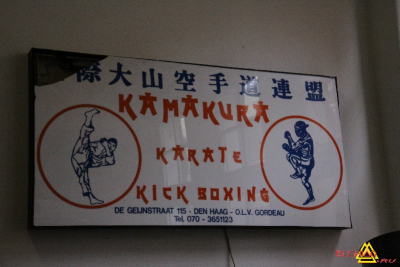 際大山空手道連盟
KAMAKURA
KARATE
KICK BOXING
DE GEIJNSTRAAT 115 - DEN HAAG - O.L.V. GORDEAU
Tel. 070 - 3651123